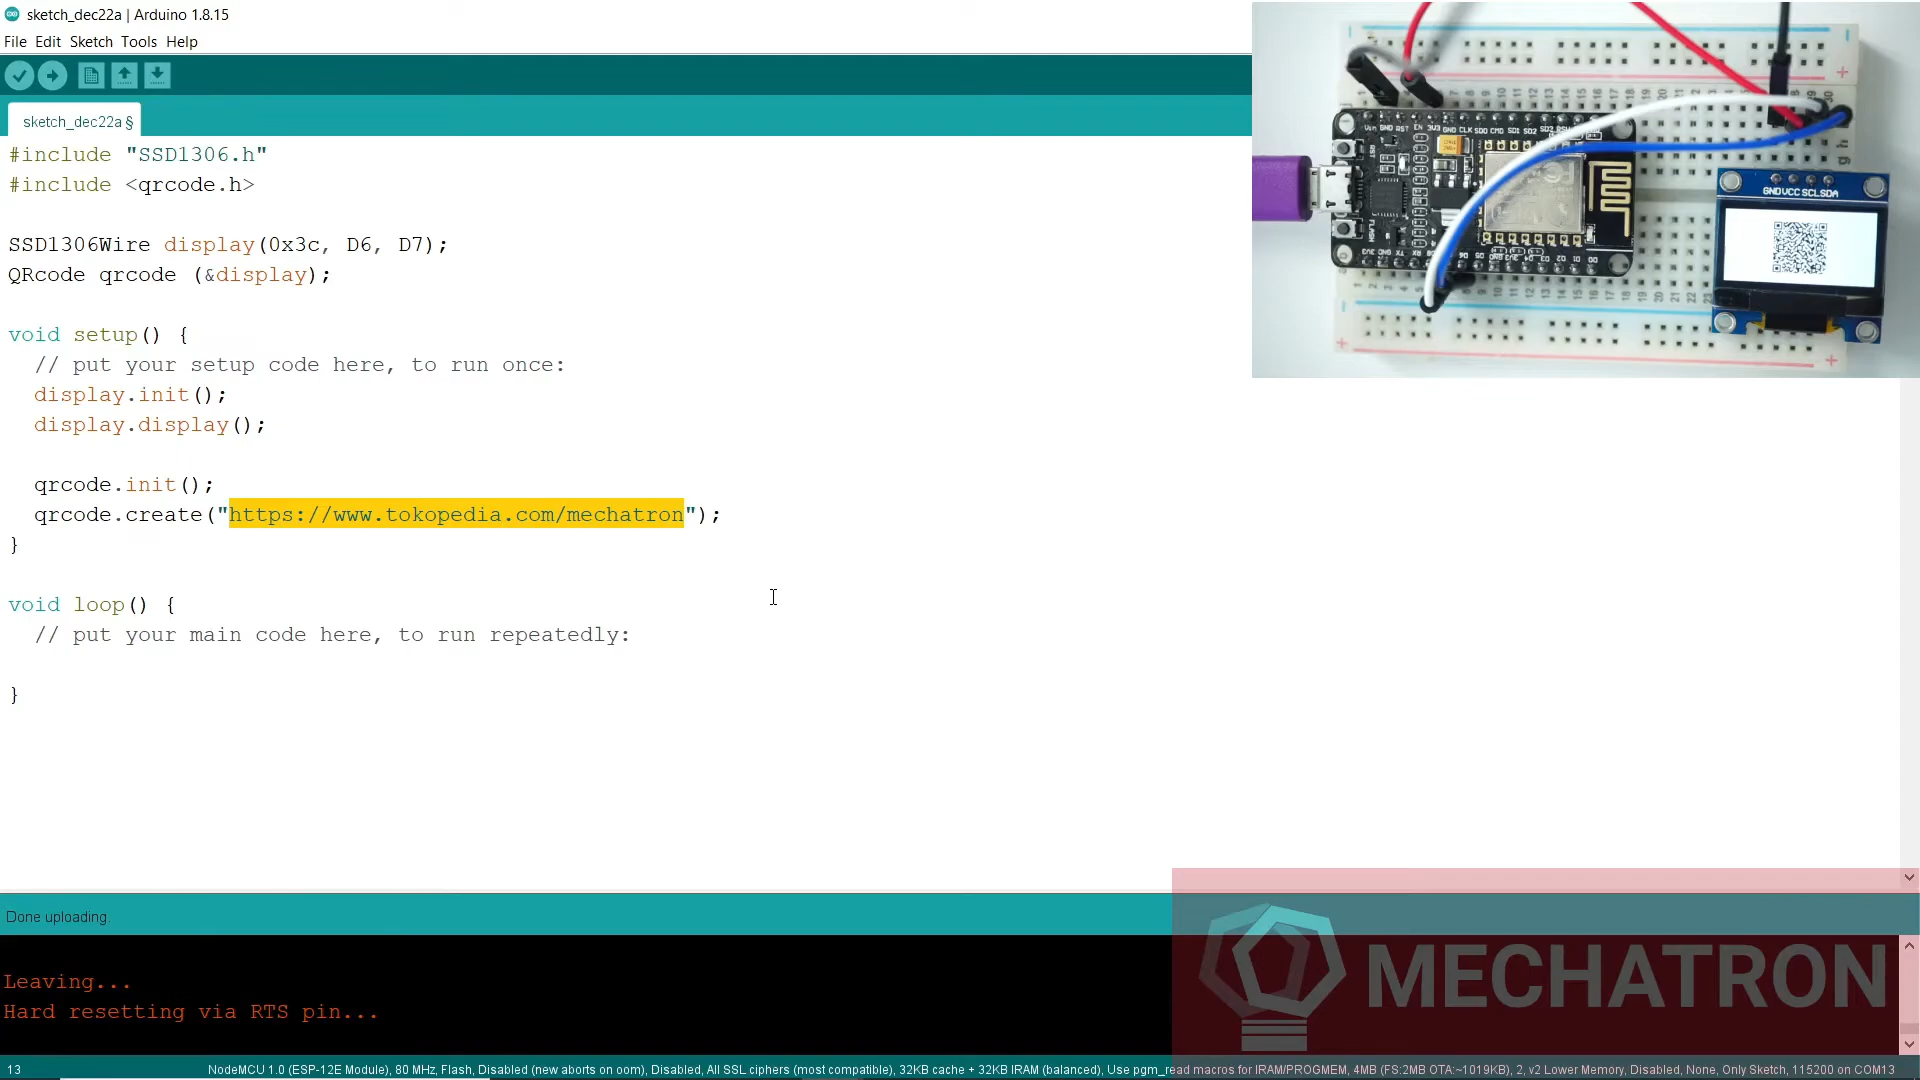 sketch_dec22a | Arduino 1.8.15
File Edit Sketch Tools Help
sketch_dec22a §
#include "SSD1306.h"
#include <qrcode.h>
SSD1306Wire display(0x3c, D6, D7);
QRcode qrcode (&display);
void setup() {
// put your setup code here, to run once:
display.init();
display.display();
qrcode.init();
qrcode.create("https://www.tokopedia.com/mechatron");
}
void loop() {
// put your main code here, to run repeatedly:
}
GND VCC SCL SDA
Done uploading.
Leaving...
Hard resetting via RTS pin...
MECHATRON
13
NodeMCU 1.0 (ESP-12E Module), 80 MHz, Flash, Disabled (new aborts on oom), Disabled, All SSL ciphers (most compatible), 32KB cache + 32KB IRAM (balanced), Use pgm_read macros for IRAM/PROGMEM, 4MB (FS:2MB OTA:~1019KB), 2, v2 Lower Memory, Disabled, None, Only Sketch, 115200 on COM13